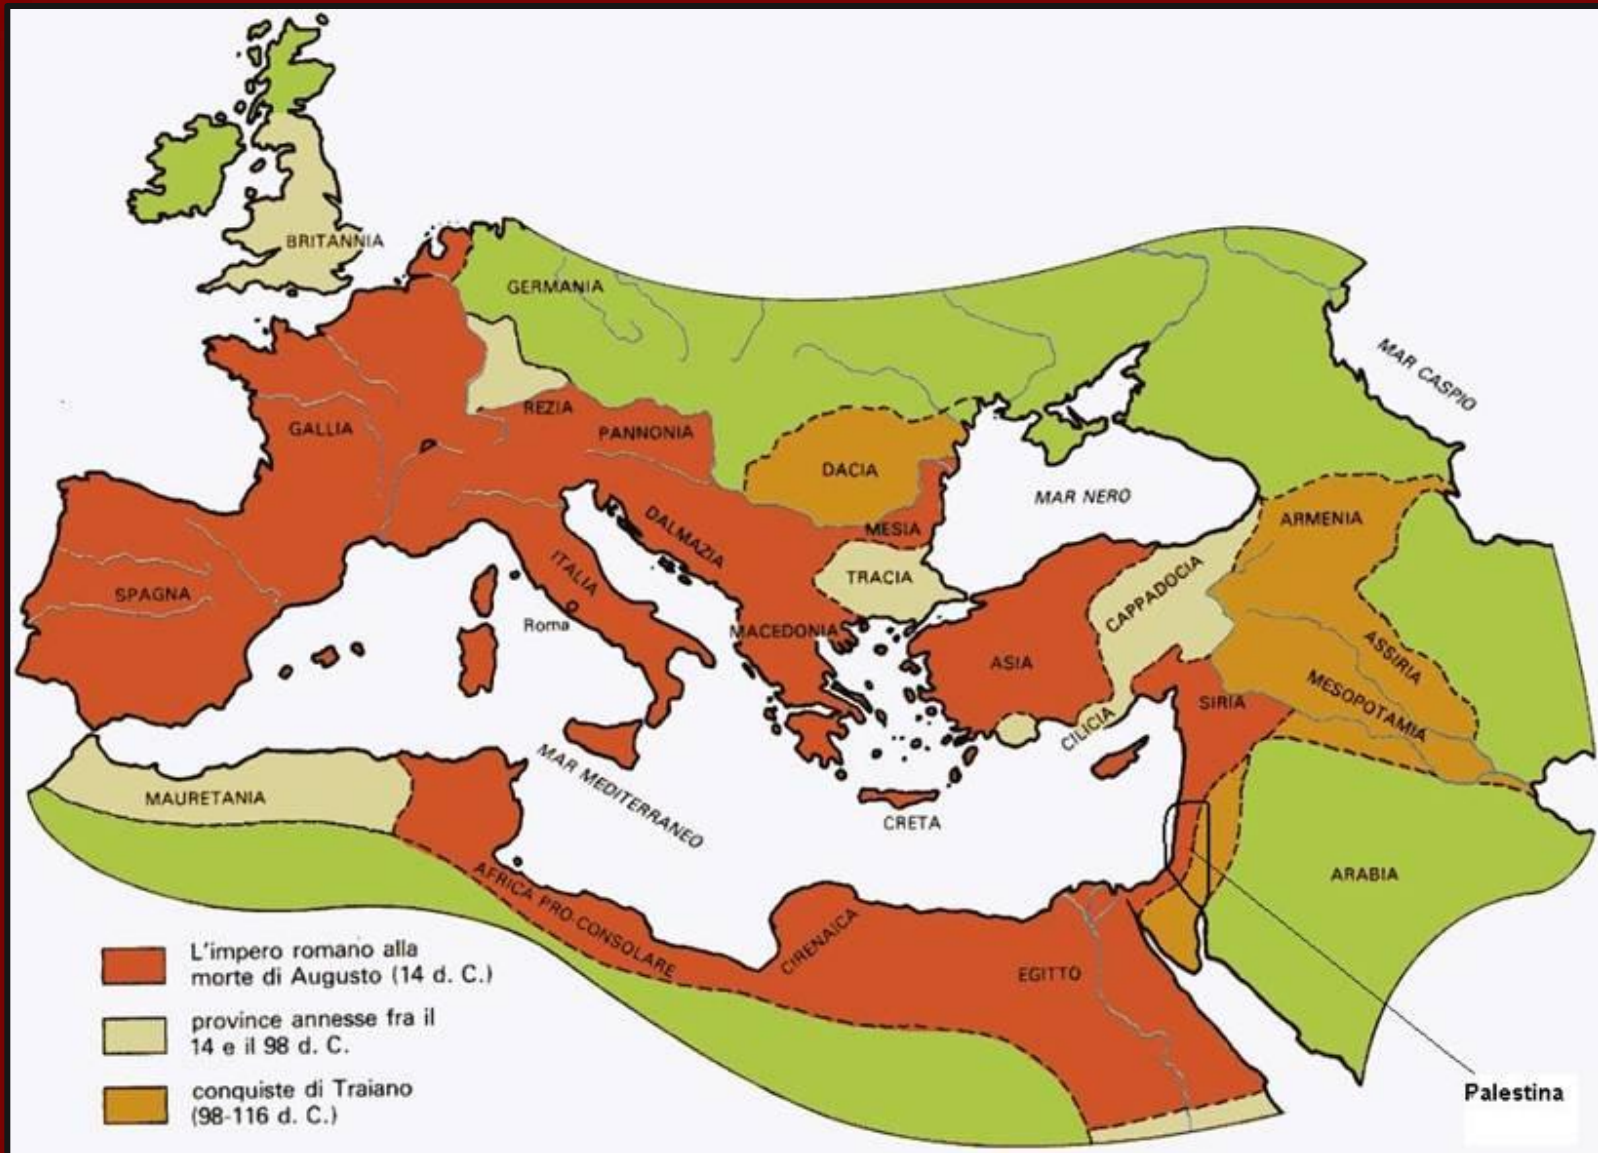 BRITANNIA
GERMANIA
MAR CASPIO
REZIA
GALLIA
PANNONIA
DACIA
MAR NERO
ARMENIA
MESIA
DALMAZIA
ITALIA
TRACIA
CAPPADOCIA
SPAGNA
Roma
MACEDONIA
ASIA
ASSIRIA
MESOPOTAMIA
SIRIA
CILICIA
MAR MEDITERRANEO
MAURETANIA
CRETA
ARABIA
AFRICA PRO-CONSOLARE
CIRENAICA
EGITTO
L'impero romano alla
morte di Augusto (14 d. C.)
province annesse fra il
14 e il 98 d. C.
conquiste di Traiano
(98-116 d. C.)
Palestina